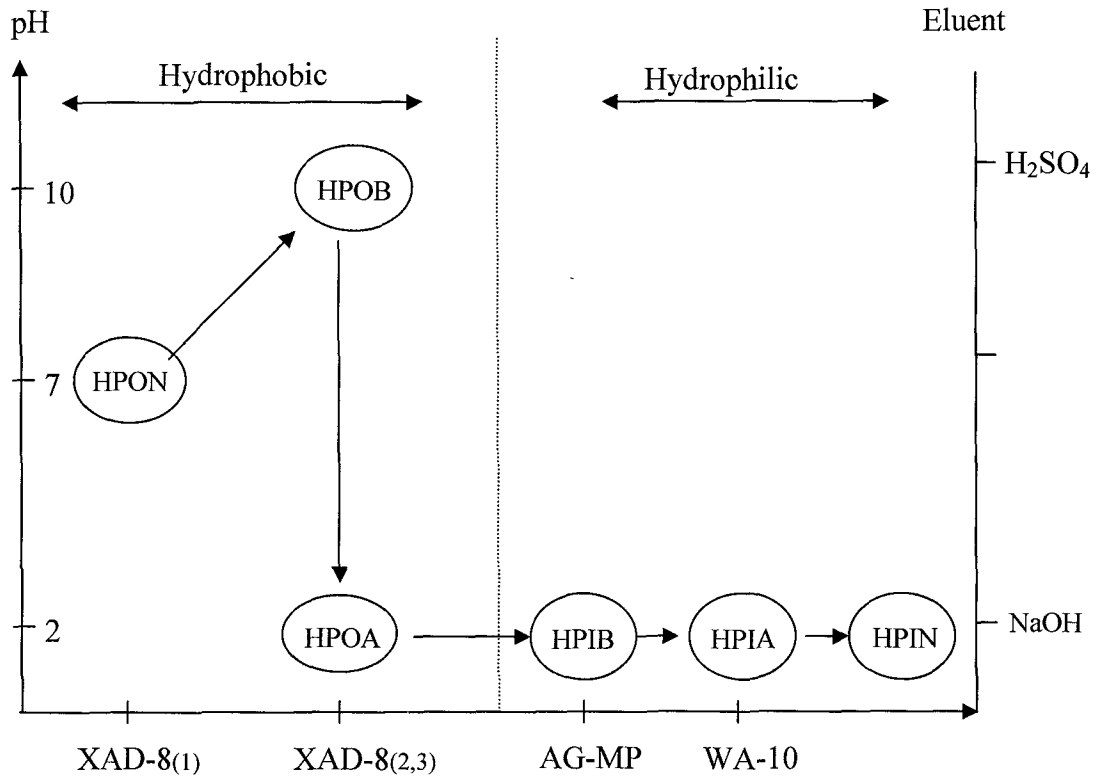 pH
Eluent
Hydrophobic
Hydrophilic
H₂SO₄
10
HPOB
7
HPON
2
HPOA
HPIB
HPIA
HPIN
NaOH
XAD-8(1)
XAD-8(2,3)
AG-MP
WA-10